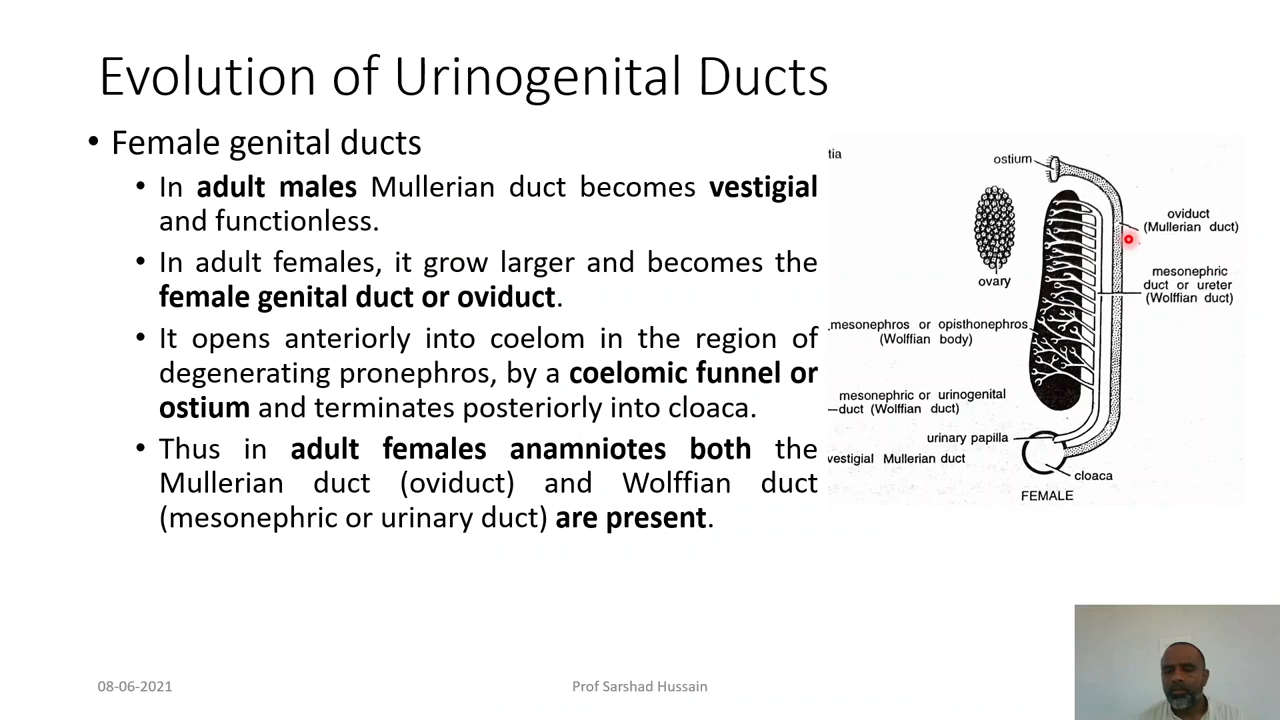 Evolution of Urinogenital Ducts
• Female genital ducts
• In adult males Mullerian duct becomes vestigial
and functionless.
• In adult females, it grow larger and becomes the
female genital duct or oviduct.
• It opens anteriorly into coelom in the region of
degenerating pronephros, by a coelomic funnel or
ostium and terminates posteriorly into cloaca.
• Thus in adult females anamniotes both the
Mullerian duct (oviduct) and Wolffian duct
(mesonephric or urinary duct) are present.
tia
ostium
oviduct
(Mullerian duct)
ovary
mesonephric
duct or ureter
(Wolffian duct)
mesonephros or opisthonephros
(Wolffian body)
mesonephric or urinogenital
duct (Wolffian duct)
urinary papilla
vestigial Mullerian duct
cloaca
FEMALE
08-06-2021
Prof Sarshad Hussain